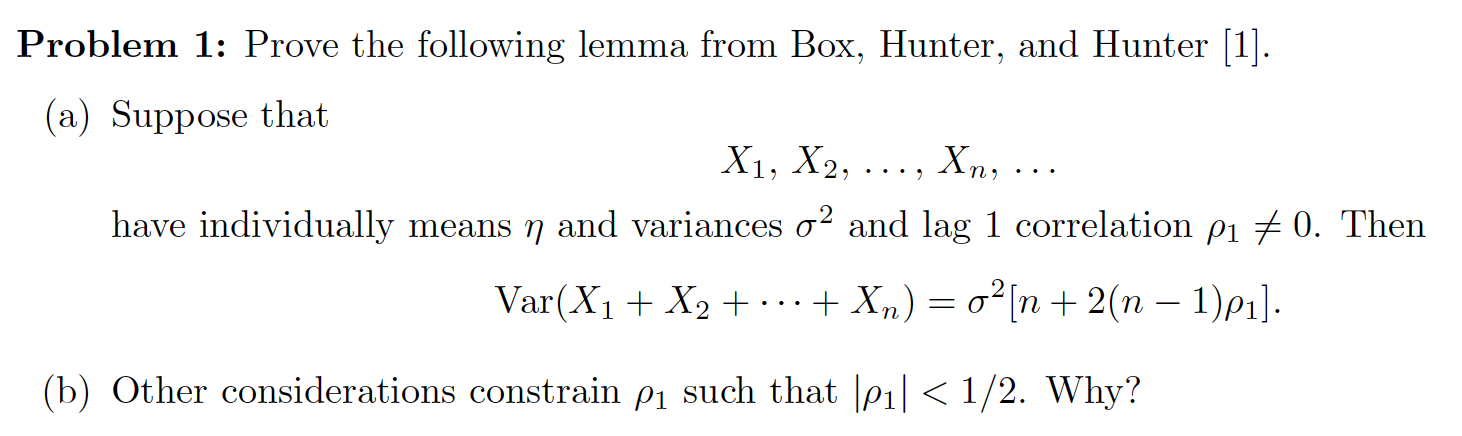 Problem 1: Prove the following lemma from Box, Hunter, and Hunter [1].
(a) Suppose that
X₁, X₂, ..., Xₙ, ...
have individually means η and variances σ² and lag 1 correlation ρ₁ ≠ 0. Then
Var(X₁ + X₂ + ··· + Xₙ) = σ²[n + 2(n − 1)ρ₁].
(b) Other considerations constrain ρ₁ such that |ρ₁| < 1/2. Why?